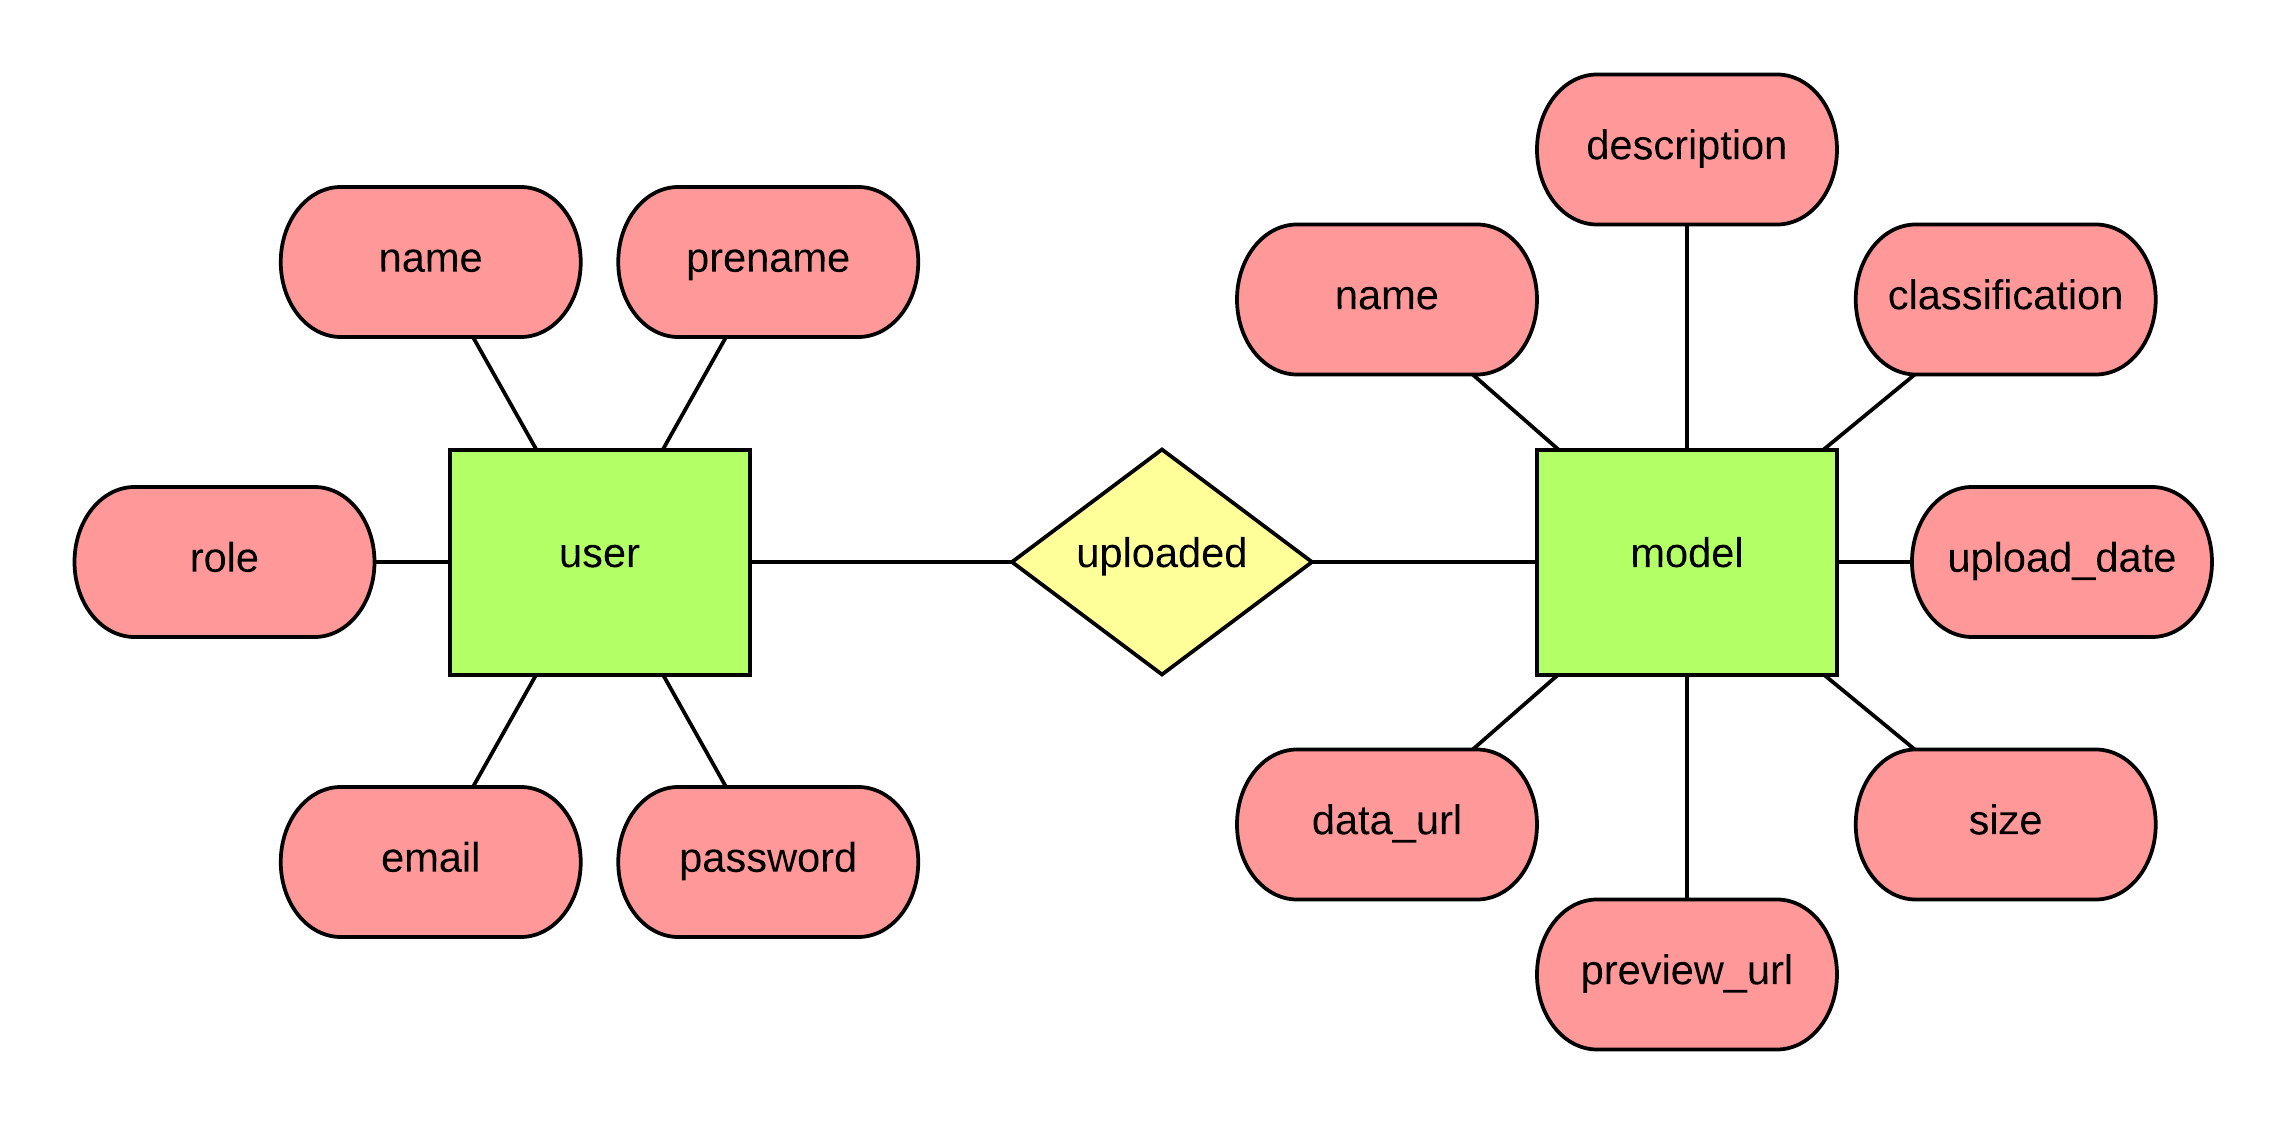 description
name
prename
name
classification
role
user
uploaded
model
upload_date
email
password
data_url
size
preview_url